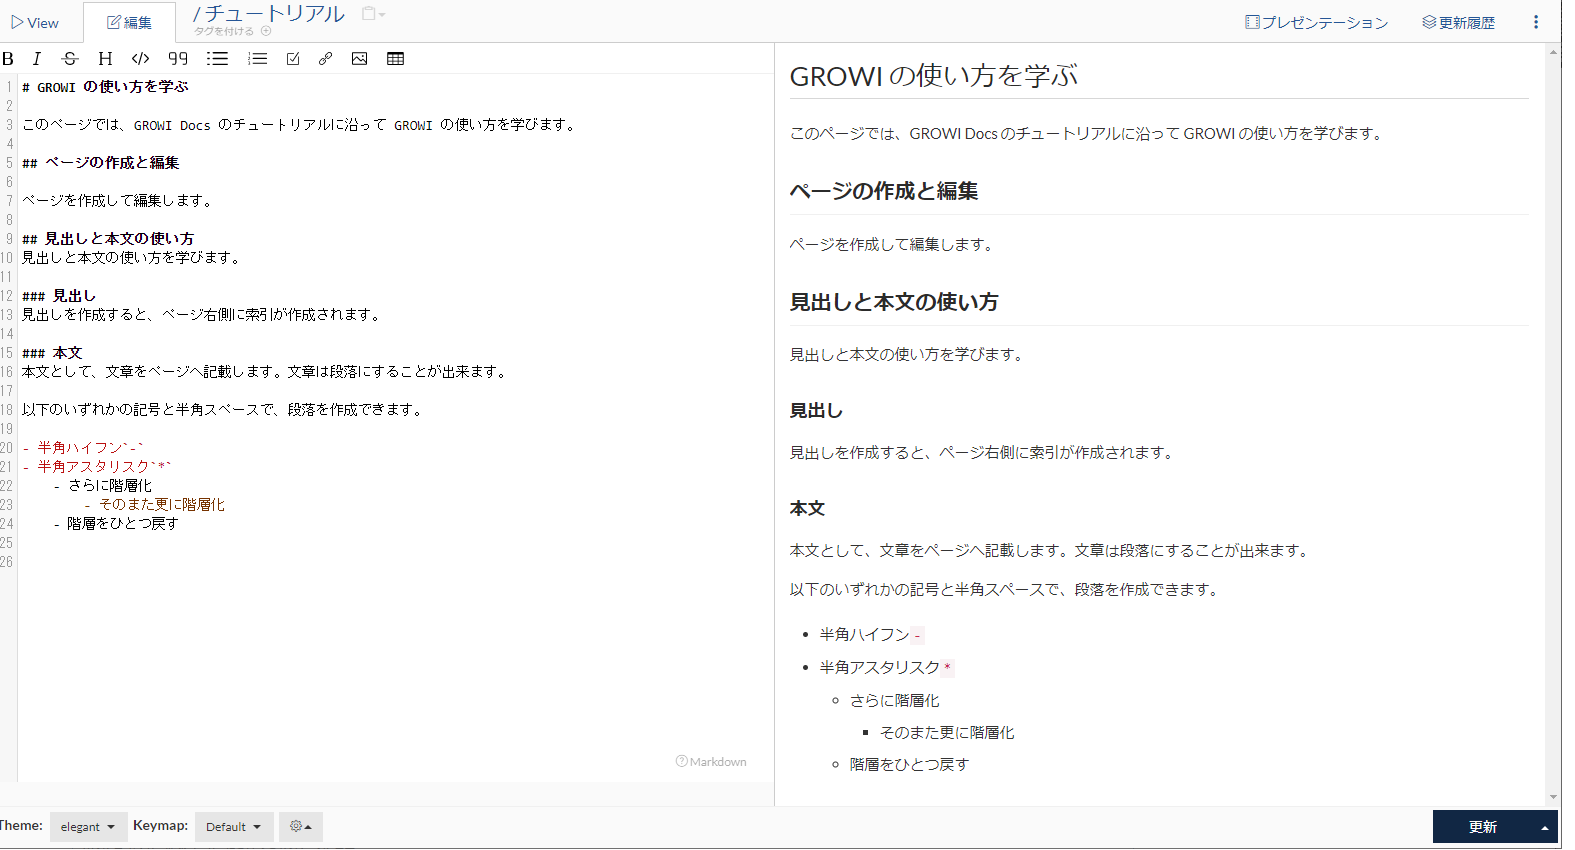 View
編集
/ チュートリアル
タグを付ける
プレゼンテーション
更新履歴
B I S H </>
1 # GROWI の使い方を学ぶ
2
3 このページでは、GROWI Docs のチュートリアルに沿って GROWI の使い方を学びます。
4
5 ## ページの作成と編集
6
7 ページを作成して編集します。
8
9 ## 見出しと本文の使い方
10 見出しと本文の使い方を学びます。
11
12 ### 見出し
13 見出しを作成すると、ページ右側に索引が作成されます。
14
15 ### 本文
16 本文として、文章をページへ記載します。文章は段落にすることが出来ます。
17
18 以下のいずれかの記号と半角スペースで、段落を作成できます。
19
20 - 半角ハイフン`-`
21 - 半角アスタリスク`*`
22     - さらに階層化
23         - そのまた更に階層化
24     - 階層をひとつ戻す
25
26
Markdown
GROWI の使い方を学ぶ
このページでは、GROWI Docs のチュートリアルに沿って GROWI の使い方を学びます。
ページの作成と編集
ページを作成して編集します。
見出しと本文の使い方
見出しと本文の使い方を学びます。
見出し
見出しを作成すると、ページ右側に索引が作成されます。
本文
本文として、文章をページへ記載します。文章は段落にすることが出来ます。
以下のいずれかの記号と半角スペースで、段落を作成できます。
半角ハイフン -
半角アスタリスク *
さらに階層化
そのまた更に階層化
階層をひとつ戻す
Theme: elegant
Keymap: Default
更新